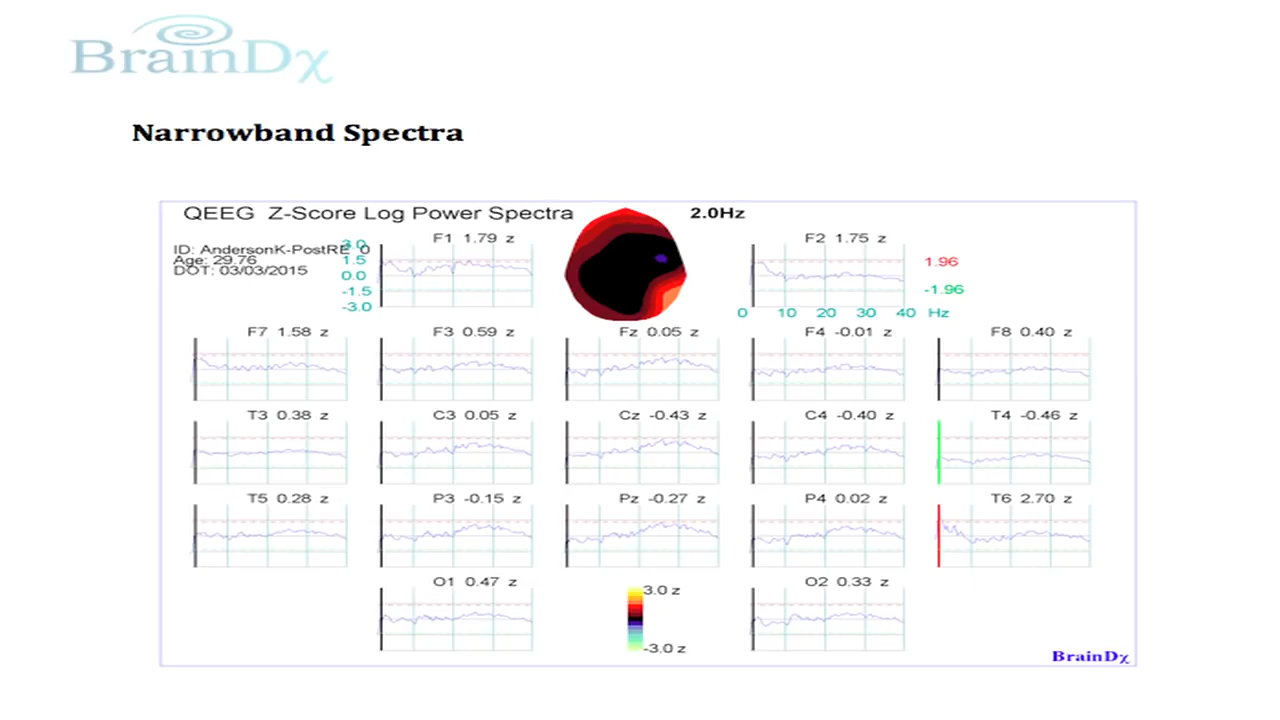 BrainDχ
Narrowband Spectra
QEEG Z-Score Log Power Spectra
2.0Hz
ID: AndersonK-PostRE 0
Age: 29.76
DOT: 03/03/2015
3.0
1.5
0.0
-1.5
-3.0
F1 1.79 z
F2 1.75 z
1.96
-1.96
0 10 20 30 40 Hz
F7 1.58 z F3 0.59 z Fz 0.05 z F4 -0.01 z F8 0.40 z
T3 0.38 z C3 0.05 z Cz -0.43 z C4 -0.40 z T4 -0.46 z
T5 0.28 z P3 -0.15 z Pz -0.27 z P4 0.02 z T6 2.70 z
O1 0.47 z O2 0.33 z
3.0 z
-3.0 z
BrainDχ